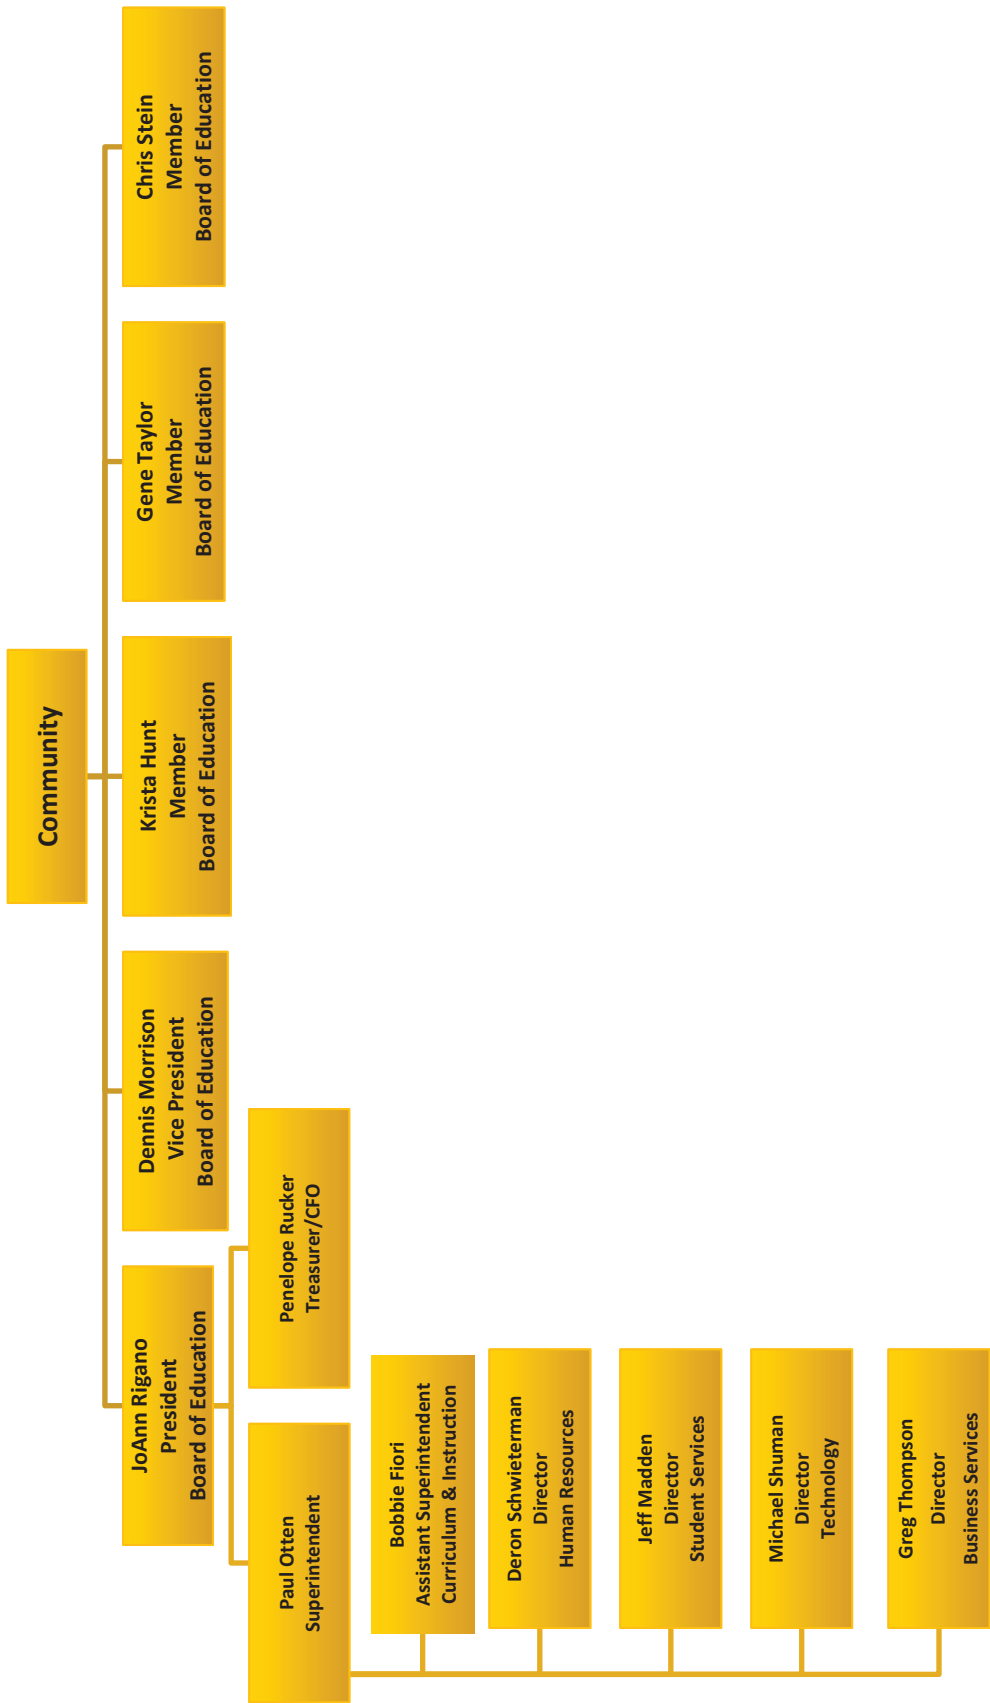 Community
JoAnn Rigano
President
Board of Education
Dennis Morrison
Vice President
Board of Education
Krista Hunt
Member
Board of Education
Gene Taylor
Member
Board of Education
Chris Stein
Member
Board of Education
Paul Otten
Superintendent
Penelope Rucker
Treasurer/CFO
Bobbie Fiori
Assistant Superintendent
Curriculum & Instruction
Deron Schwieterman
Director
Human Resources
Jeff Madden
Director
Student Services
Michael Shuman
Director
Technology
Greg Thompson
Director
Business Services